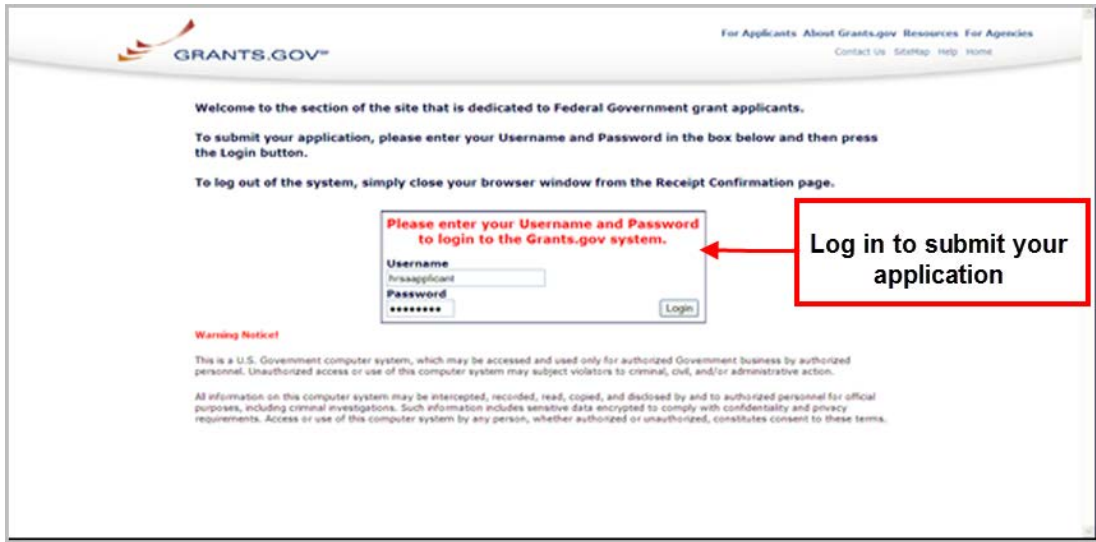 GRANTS.GOV℠
For Applicants About Grants.gov Resources For Agencies
Contact Us SiteMap Help Home
Welcome to the section of the site that is dedicated to Federal Government grant applicants.
To submit your application, please enter your Username and Password in the box below and then press
the Login button.
To log out of the system, simply close your browser window from the Receipt Confirmation page.
Please enter your Username and Password
to login to the Grants.gov system.
Username
hrsaapplicant
Password
••••••••
Login
Log in to submit your
application
Warning Notice!
This is a U.S. Government computer system, which may be accessed and used only for authorized Government business by authorized
personnel. Unauthorized access or use of this computer system may subject violators to criminal, civil, and/or administrative action.
All information on this computer system may be intercepted, recorded, read, copied, and disclosed by and to authorized personnel for official
purposes, including criminal investigations. Such information includes sensitive data encrypted to comply with confidentiality and privacy
requirements. Access or use of this computer system by any person, whether authorized or unauthorized, constitutes consent to these terms.